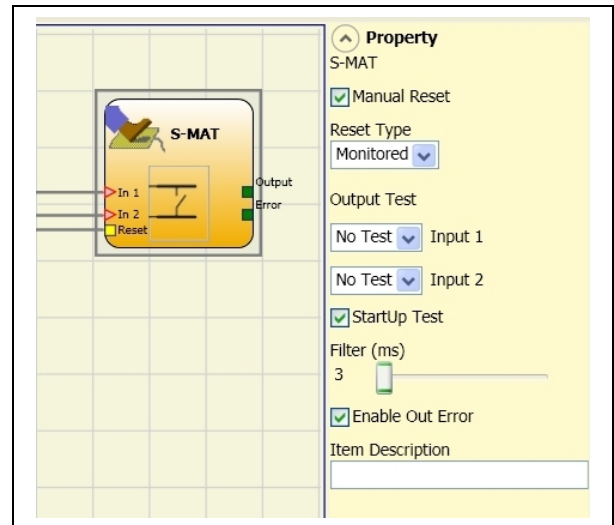 S-MAT
In 1
In 2
Reset
Output
Error
Property
S-MAT
Manual Reset
Reset Type
Monitored
Output Test
No Test Input 1
No Test Input 2
StartUp Test
Filter (ms)
3
Enable Out Error
Item Description